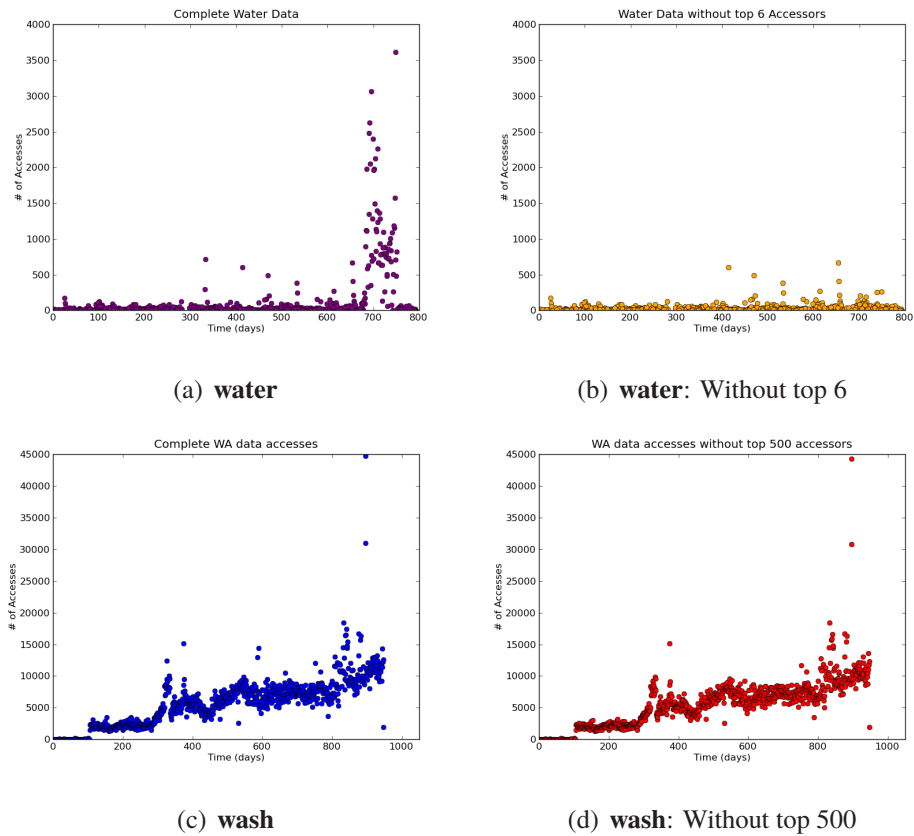 Complete Water Data
4000
3500
3000
2500
2000
1500
1000
500
0
# of Accesses
0 100 200 300 400 500 600 700 800
Time (days)
(a) water
Water Data without top 6 Accessors
4000
3500
3000
2500
2000
1500
1000
500
0
# of Accesses
0 100 200 300 400 500 600 700 800
Time (days)
(b) water: Without top 6
Complete WA data accesses
45000
40000
35000
30000
25000
20000
15000
10000
5000
0
# of Accesses
0 200 400 600 800 1000
Time (days)
(c) wash
WA data accesses without top 500 accessors
45000
40000
35000
30000
25000
20000
15000
10000
5000
0
# of Accesses
0 200 400 600 800 1000
Time (days)
(d) wash: Without top 500